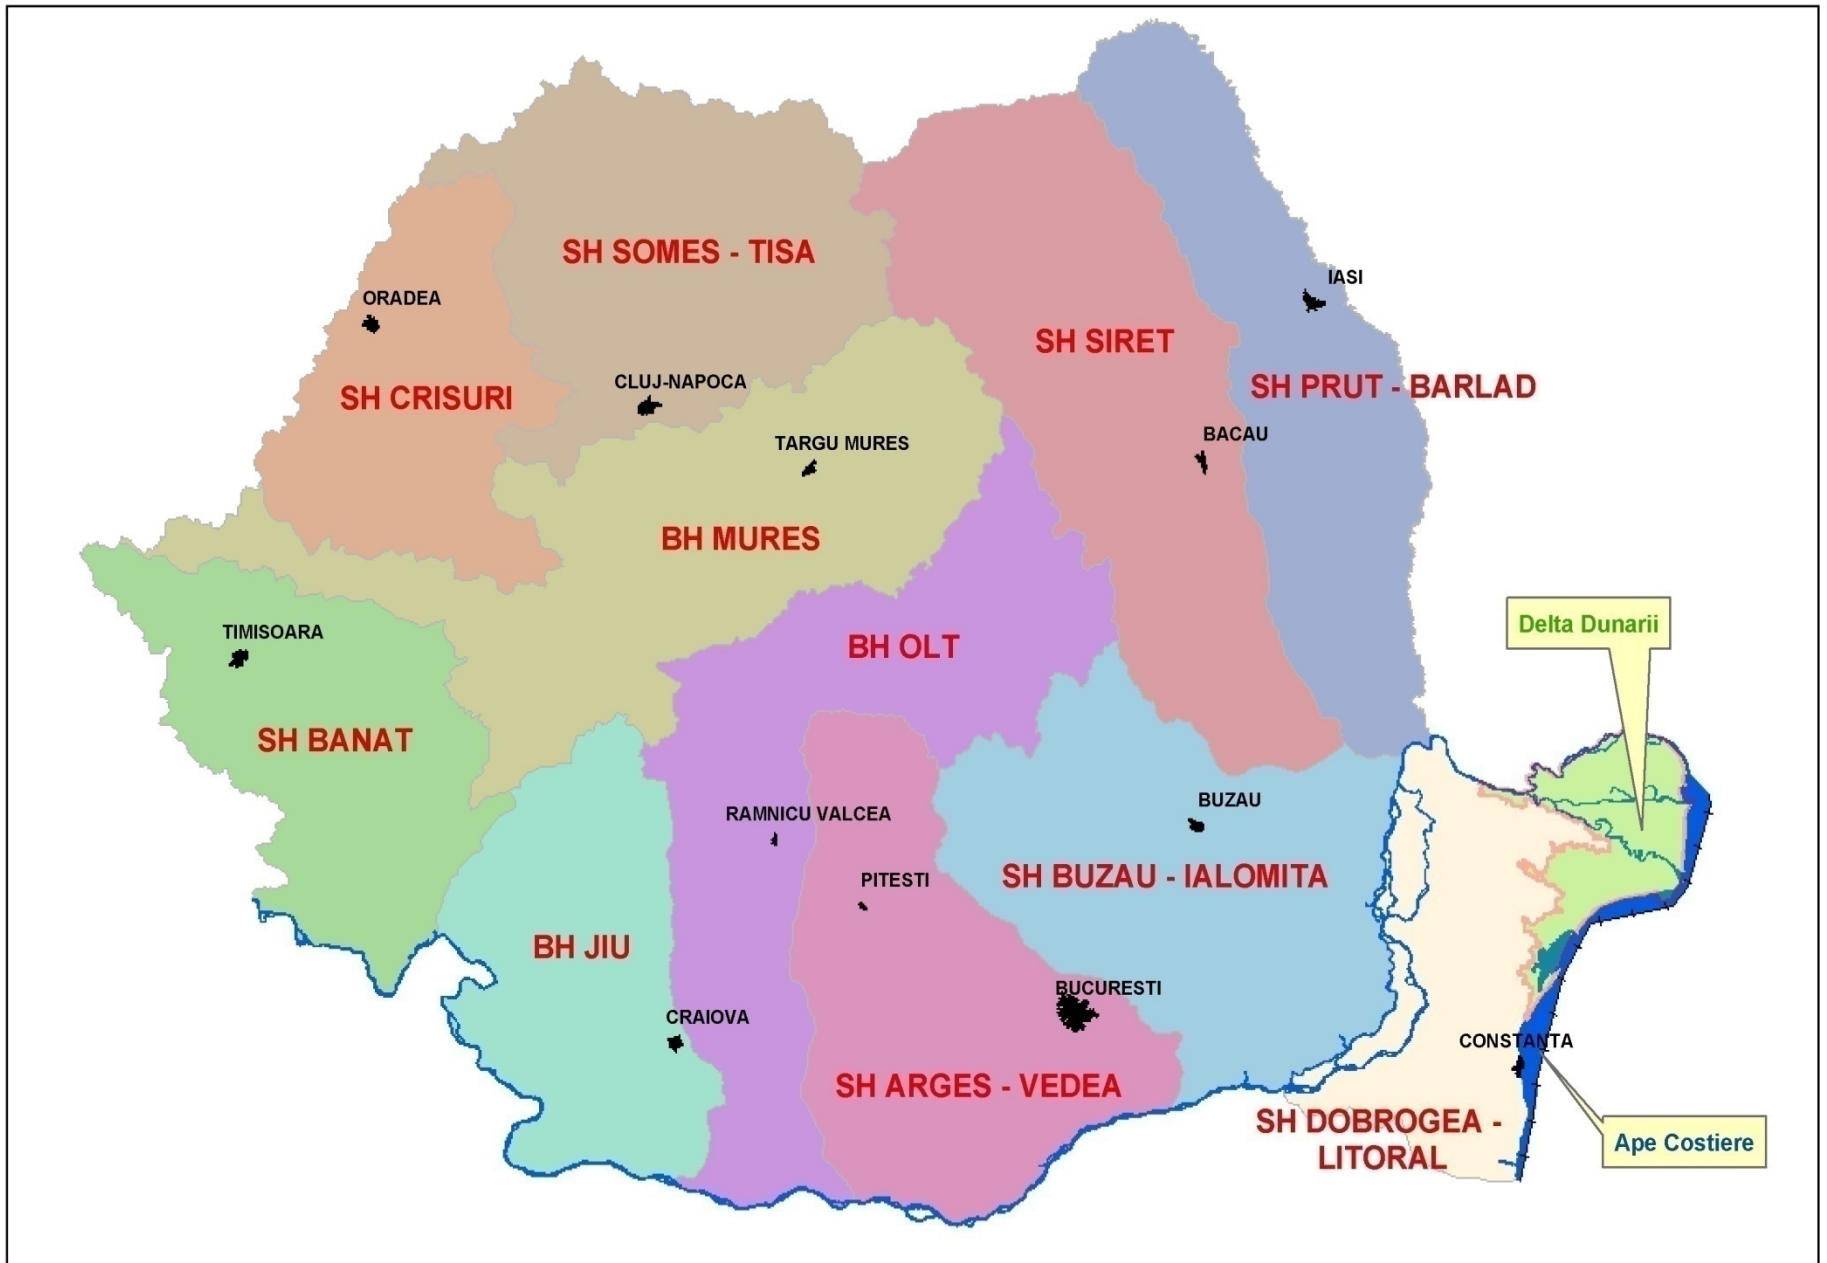 SH SOMES - TISA
IASI
ORADEA
SH SIRET
CLUJ-NAPOCA
SH PRUT - BARLAD
SH CRISURI
BACAU
TARGU MURES
BH MURES
Delta Dunarii
TIMISOARA
BH OLT
SH BANAT
BUZAU
RAMNICU VALCEA
PITESTI
SH BUZAU - IALOMITA
BH JIU
BUCURESTI
CRAIOVA
CONSTANTA
SH ARGES - VEDEA
SH DOBROGEA -
LITORAL
Ape Costiere